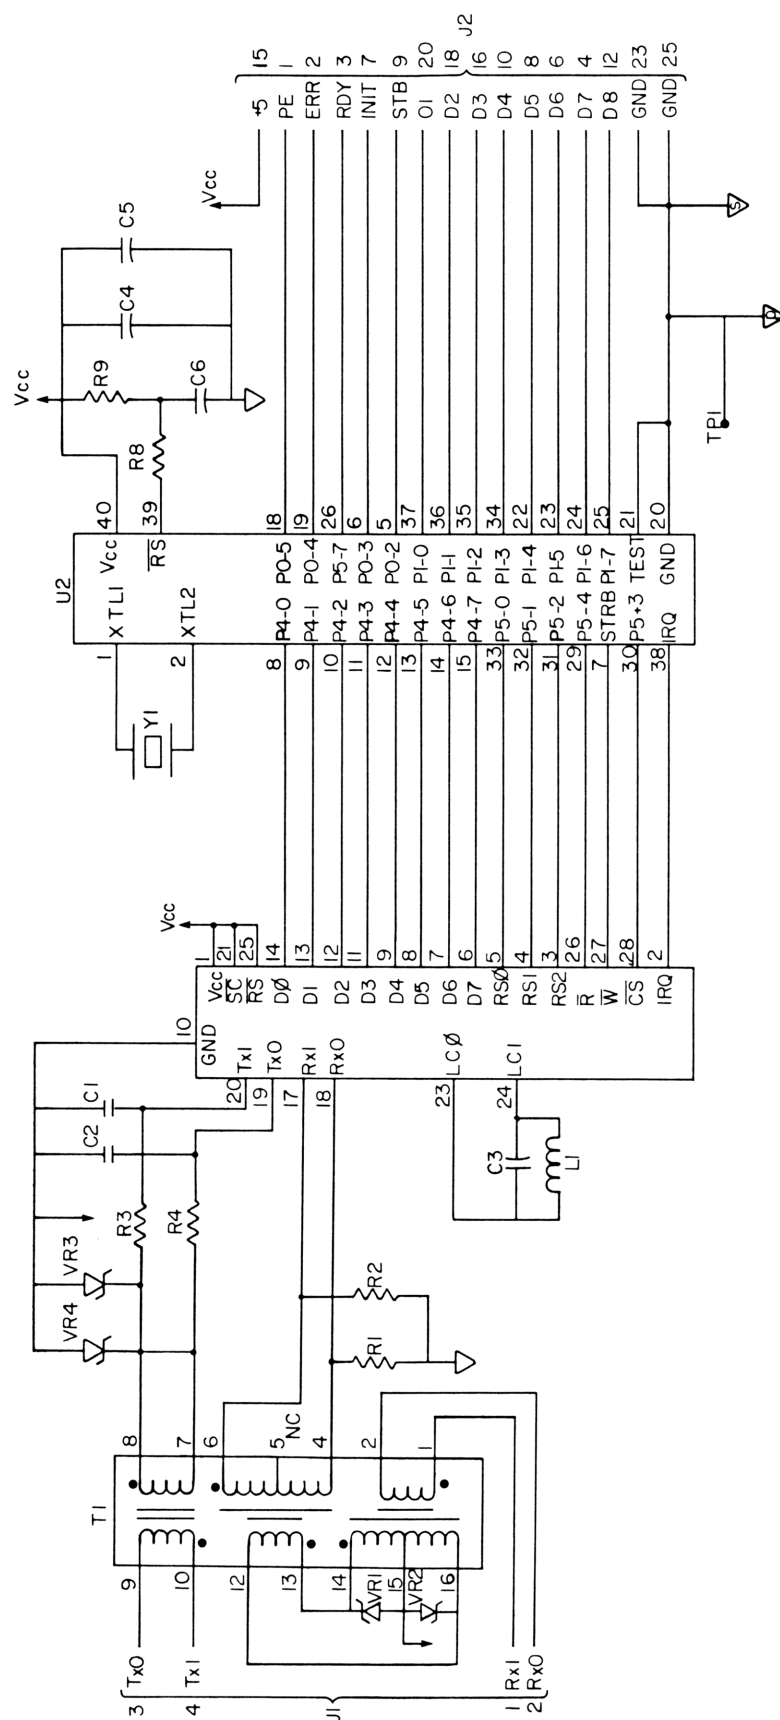 J1
3 Tx0
4 Tx1
1 Rx1
2 Rx0
T1
9
10
12
13
14
15
16
VR1
VR2
8
7
6
5
NC
4
2
1
VR4
VR3
R3
R4
C2
C1
R1
R2
10
GND
20
Tx1
19
Tx0
17
Rx1
18
Rx0
23
LCØ
24
LC1
C3
L1
Vcc
1
Vcc
21
SC
25
RS
14
DØ
13
D1
12
D2
11
D3
9
D4
8
D5
7
D6
6
D7
5
RSØ
4
RS1
3
RS2
26
R
27
W
28
CS
2
IRQ
U2
Y1
1
XTL1
2
XTL2
Vcc
40
RS
39
8 P4-0 P0-5 18
9 P4-1 P0-4 19
10 P4-2 P5-7 26
11 P4-3 P0-3 6
12 P4-4 P0-2 5
13 P4-5 P1-0 37
14 P4-6 P1-1 36
15 P4-7 P1-2 35
33 P5-0 P1-3 34
32 P5-1 P1-4 22
31 P5-2 P1-5 23
29 P5-4 P1-6 24
7 STRB P1-7 25
30 P5+3 TEST 21
38 IRQ GND 20
Vcc
R8
R9
C6
C4
C5
Vcc
TP1
S
D
+5 15
PE 1
ERR 2
RDY 3
INIT 7
STB 9
O1 20
D2 18
D3 16
D4 10
D5 8
D6 6
D7 4
D8 12
GND 23
GND 25
J2